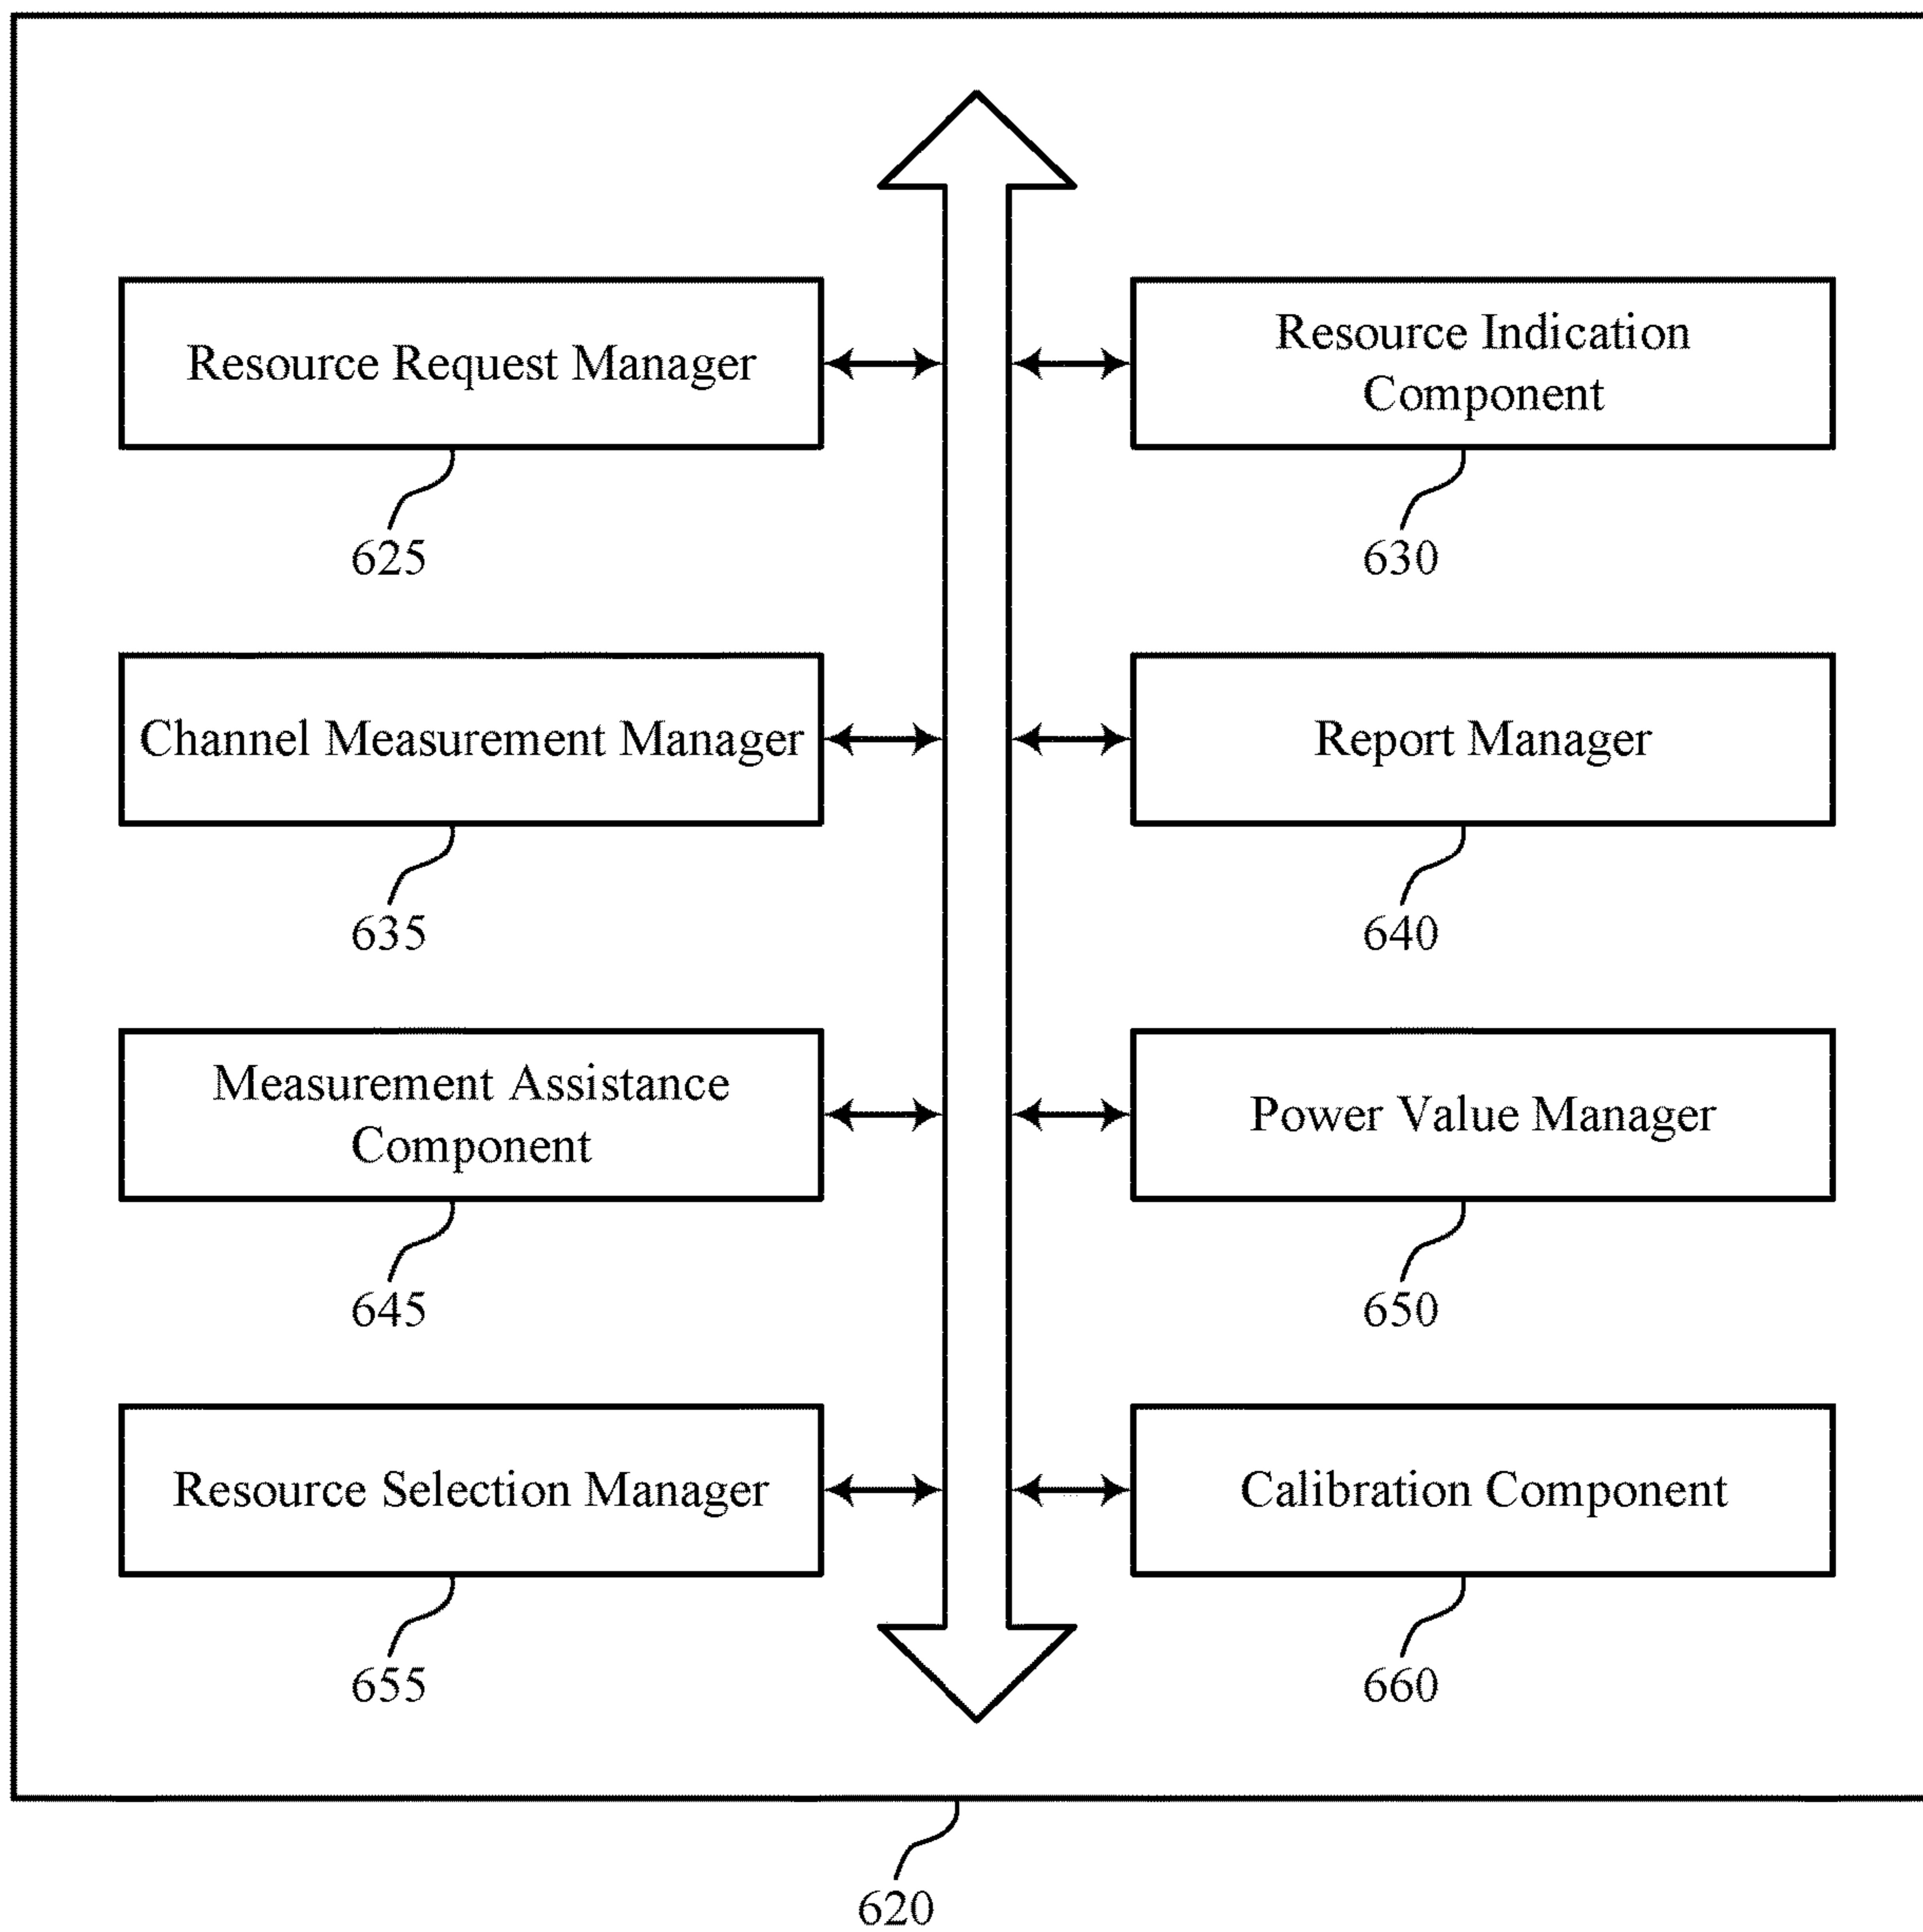 Resource Request Manager
Resource Indication
Component
625
630
Channel Measurement Manager
Report Manager
635
640
Measurement Assistance
Component
Power Value Manager
645
650
Resource Selection Manager
Calibration Component
655
660
620